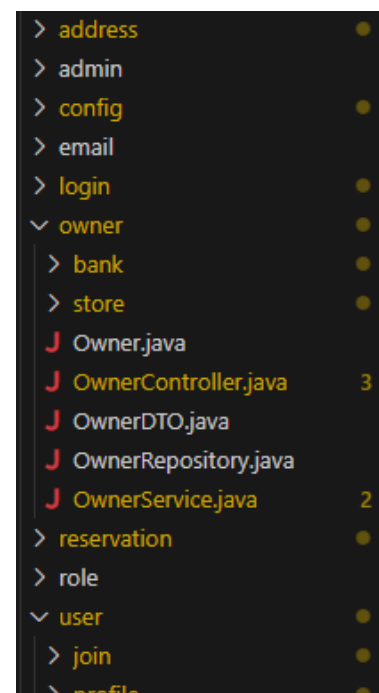 address
admin
config
email
login
owner
bank
store
J Owner.java
J OwnerController.java 3
J OwnerDTO.java
J OwnerRepository.java
J OwnerService.java 2
reservation
role
user
join